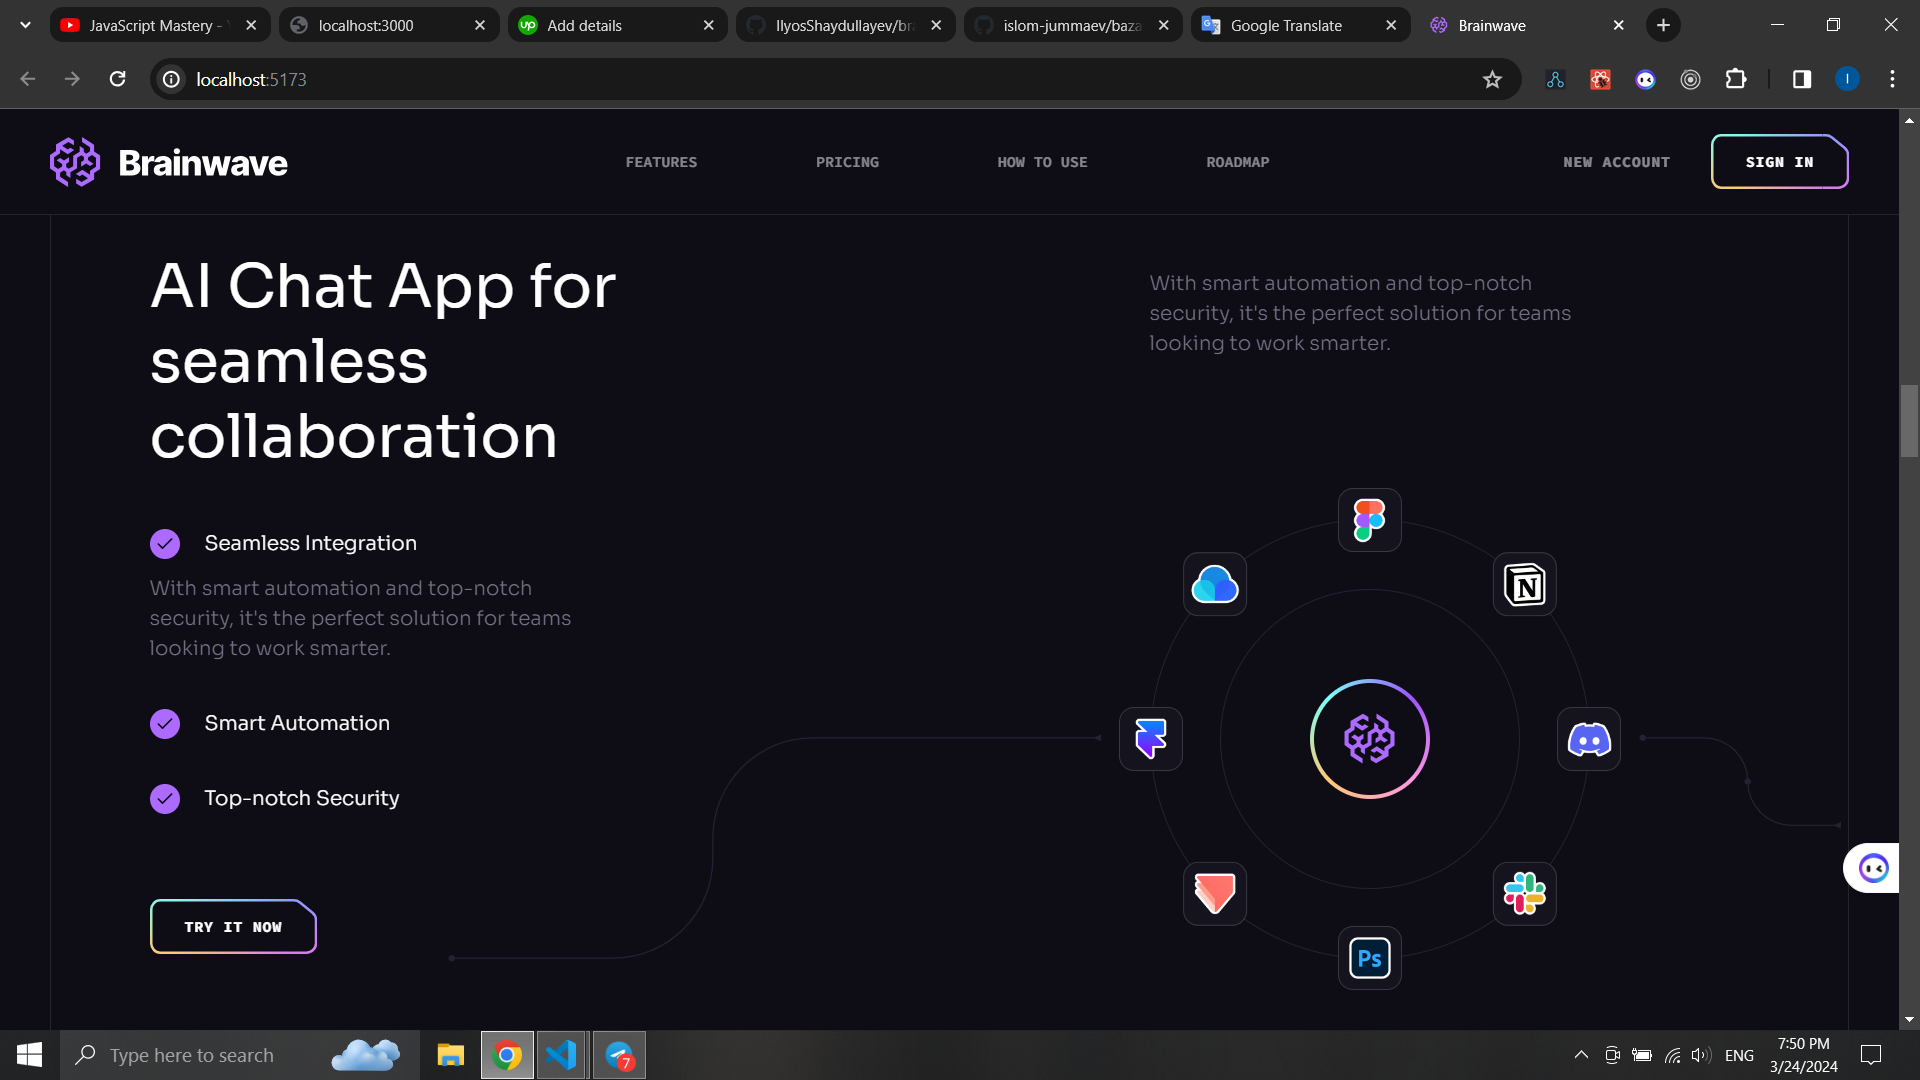 JavaScript Mastery -
localhost:3000
Add details
IlyosShaydullayev/bra
islom-jummaev/baza
Google Translate
Brainwave
localhost:5173
I
Brainwave
FEATURES
PRICING
HOW TO USE
ROADMAP
NEW ACCOUNT
SIGN IN
AI Chat App for
seamless
collaboration
With smart automation and top-notch
security, it's the perfect solution for teams
looking to work smarter.
Seamless Integration
With smart automation and top-notch
security, it's the perfect solution for teams
looking to work smarter.
Smart Automation
Top-notch Security
TRY IT NOW
N
Ps
Type here to search
7
ENG
7:50 PM
3/24/2024